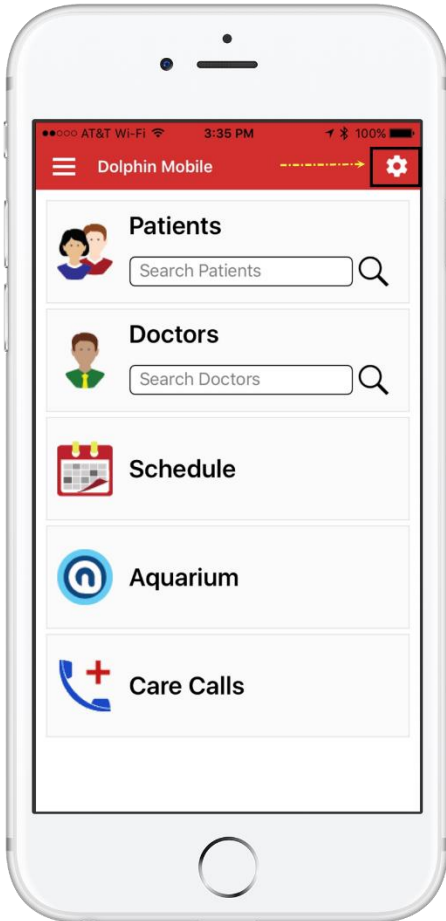 ●●○○○ AT&T Wi-Fi 3:35 PM 100%
Dolphin Mobile
Patients
Search Patients
Doctors
Search Doctors
Schedule
Aquarium
Care Calls